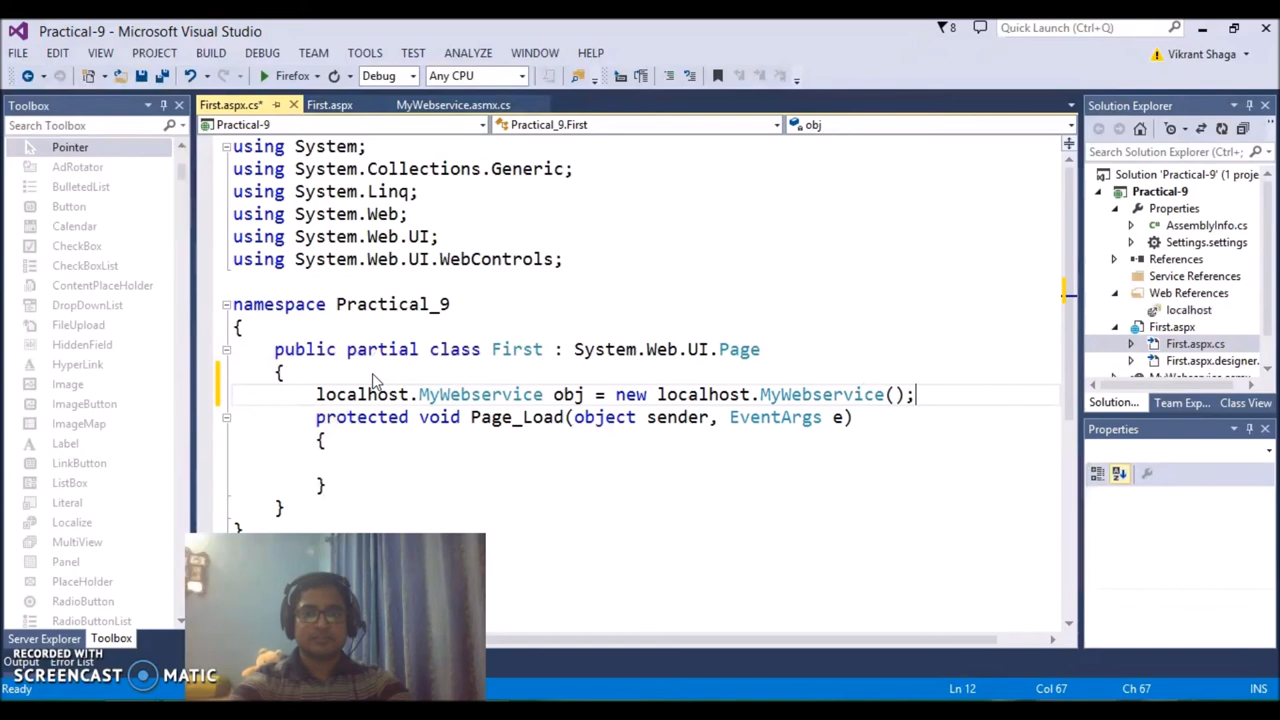 Practical-9 - Microsoft Visual Studio
8
Quick Launch (Ctrl+Q)
FILE EDIT VIEW PROJECT BUILD DEBUG TEAM TOOLS TEST ANALYZE WINDOW HELP
Vikrant Shaga
Firefox Debug Any CPU
Toolbox
First.aspx.cs* First.aspx MyWebservice.asmx.cs
Solution Explorer
Search Toolbox
Practical-9 Practical_9.First obj
Pointer
AdRotator
BulletedList
Button
Calendar
CheckBox
CheckBoxList
ContentPlaceHolder
DropDownList
FileUpload
HiddenField
HyperLink
Image
ImageButton
ImageMap
Label
LinkButton
ListBox
Literal
Localize
MultiView
Panel
PlaceHolder
RadioButton
RadioButtonList
Server Explorer Toolbox
Output Error List
using System;
using System.Collections.Generic;
using System.Linq;
using System.Web;
using System.Web.UI;
using System.Web.UI.WebControls;
namespace Practical_9
{
public partial class First : System.Web.UI.Page
{
localhost.MyWebservice obj = new localhost.MyWebservice();
protected void Page_Load(object sender, EventArgs e)
{
}
}
}
Search Solution Explorer (Ctrl+;
Solution 'Practical-9' (1 proje
Practical-9
Properties
AssemblyInfo.cs
Settings.settings
References
Service References
Web References
localhost
First.aspx
First.aspx.cs
First.aspx.designer.
Solution... Team Exp... Class View
Properties
RECORDED WITH
SCREENCAST MATIC
Ready Ln 12 Col 67 Ch 67 INS